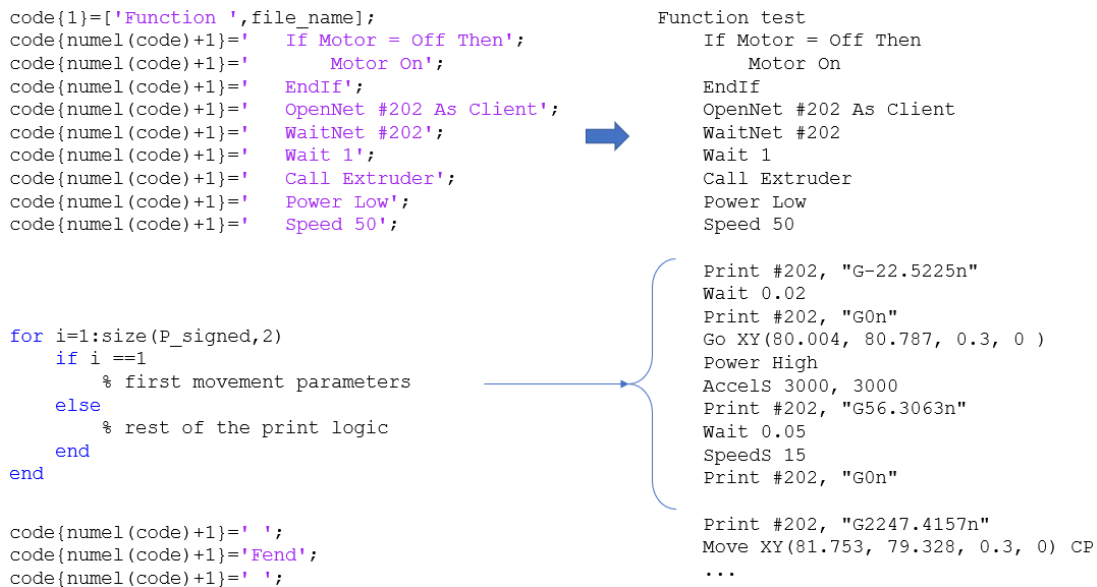 code{1}=['Function ',file_name];
code{numel(code)+1}='   If Motor = Off Then';
code{numel(code)+1}='       Motor On';
code{numel(code)+1}='   EndIf';
code{numel(code)+1}='   OpenNet #202 As Client';
code{numel(code)+1}='   WaitNet #202';
code{numel(code)+1}='   Wait 1';
code{numel(code)+1}='   Call Extruder';
code{numel(code)+1}='   Power Low';
code{numel(code)+1}='   Speed 50';
for i=1:size(P_signed,2)
    if i ==1
        % first movement parameters
    else
        % rest of the print logic
    end
end
code{numel(code)+1}=' ';
code{numel(code)+1}='Fend';
code{numel(code)+1}=' ';
Function test
    If Motor = Off Then
        Motor On
    EndIf
    OpenNet #202 As Client
    WaitNet #202
    Wait 1
    Call Extruder
    Power Low
    Speed 50
    Print #202, "G-22.5225n"
    Wait 0.02
    Print #202, "G0n"
    Go XY(80.004, 80.787, 0.3, 0 )
    Power High
    AccelS 3000, 3000
    Print #202, "G56.3063n"
    Wait 0.05
    SpeedS 15
    Print #202, "G0n"
    Print #202, "G2247.4157n"
    Move XY(81.753, 79.328, 0.3, 0) CP
    ...